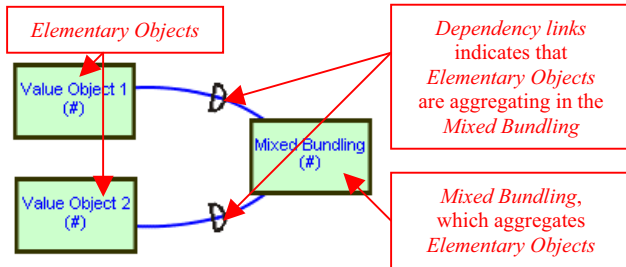 Elementary Objects
Dependency links
indicates that
Elementary Objects
are aggregating in the
Mixed Bundling
Value Object 1
(#)
Mixed Bundling
(#)
Value Object 2
(#)
Mixed Bundling,
which aggregates
Elementary Objects